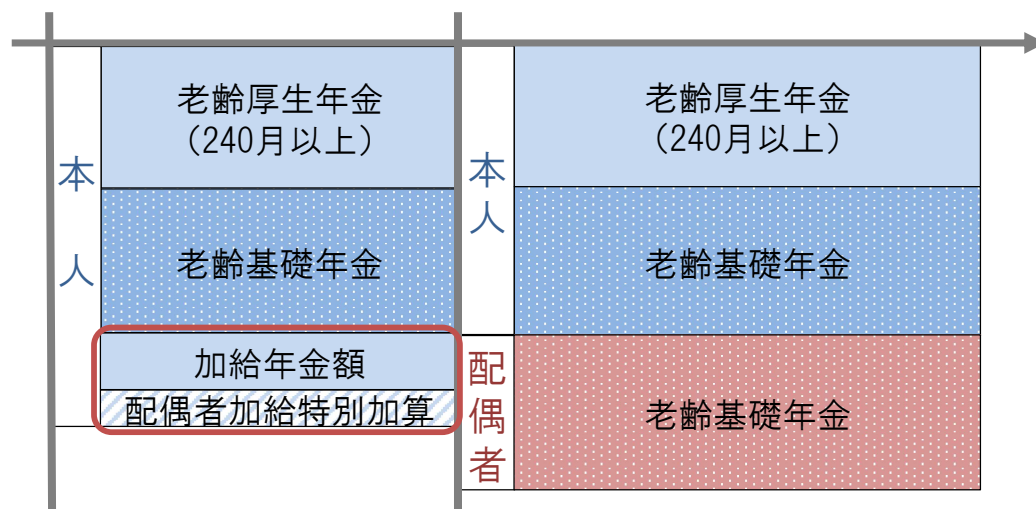 本人
老齢厚生年金
（240月以上）
老齢基礎年金
加給年金額
配偶者加給特別加算
本人
老齢厚生年金
（240月以上）
老齢基礎年金
配偶者
老齢基礎年金